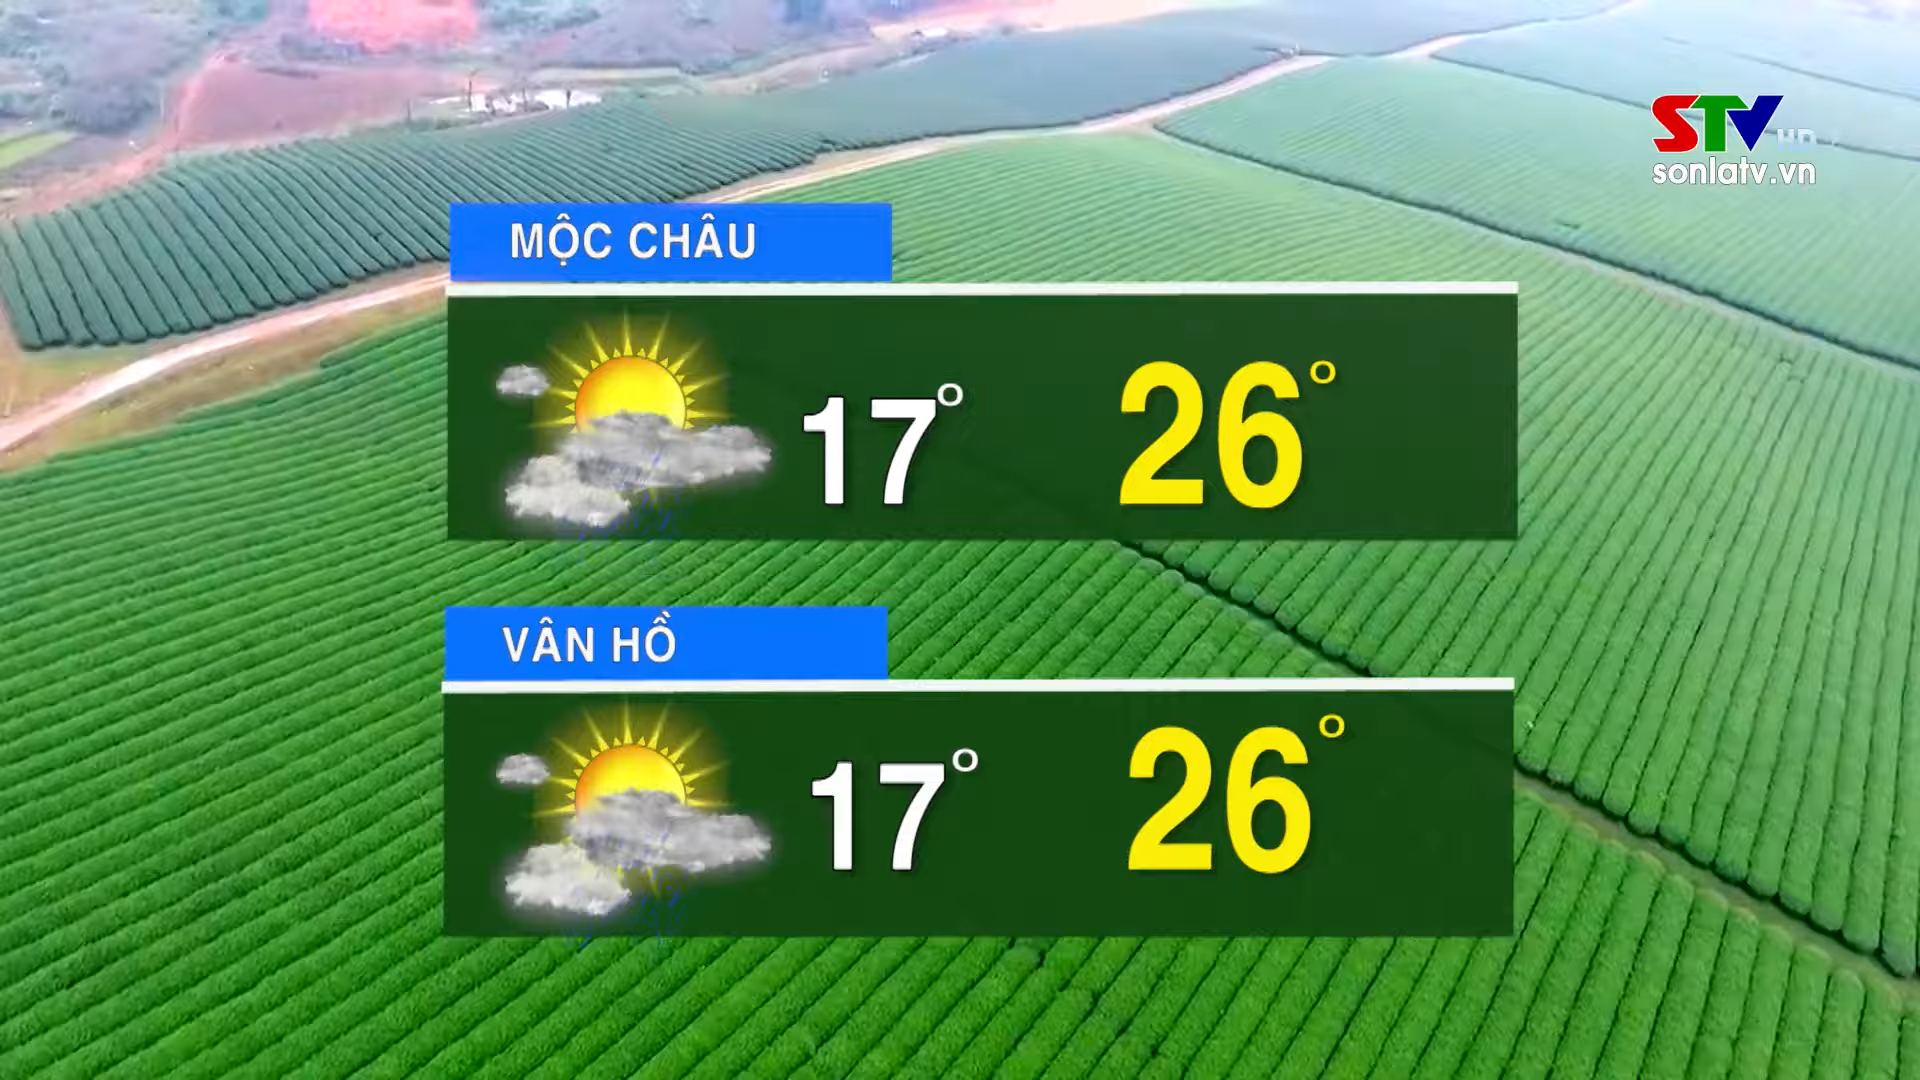 STV HD
sonlatv.vn
MỘC CHÂU
17° 26°
VÂN HỒ
17° 26°